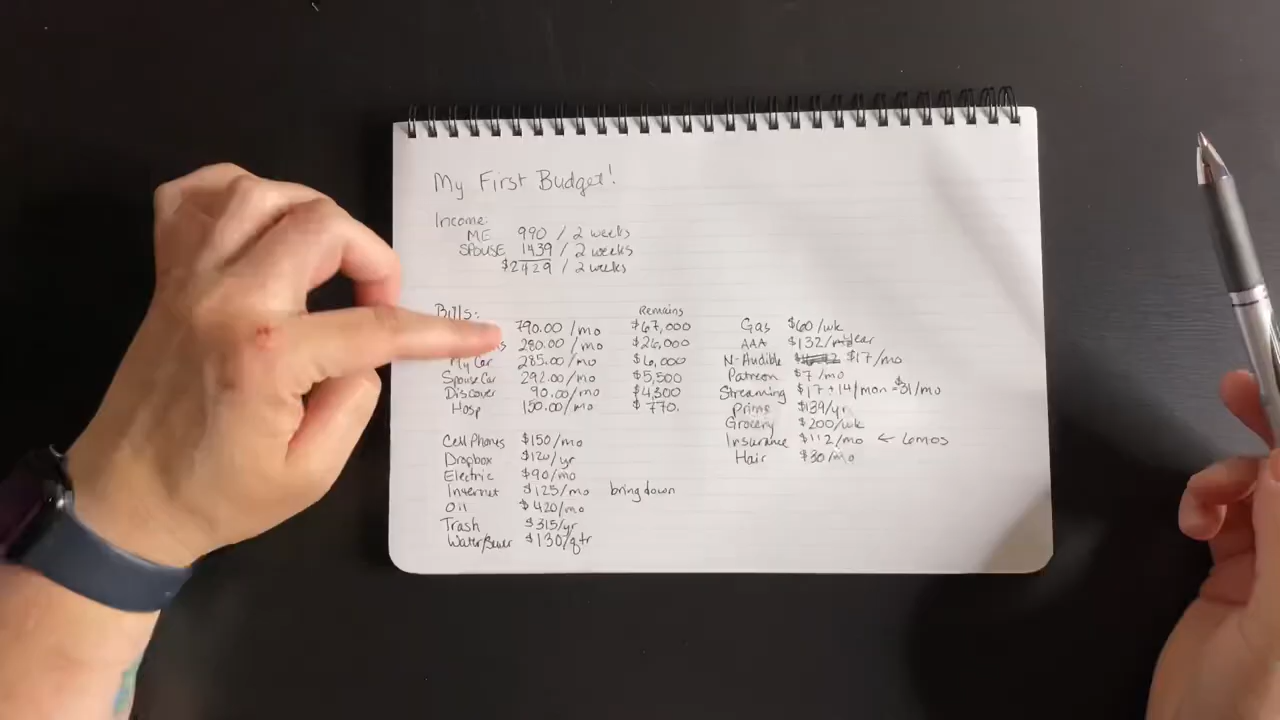 My First Budget!
Income:
ME 990 / 2 weeks
SPOUSE 1439 / 2 weeks
$2429 / 2 weeks
Bills: Remains
790.00 /mo $67,000
280.00 /mo $26,000
My Car 285.00/mo $6,000
Spouse Car 292.00/mo $5,500
Discover 90.00/mo $4,300
Hosp 150.00/mo $770.
Cell Phones $150/mo
Dropbox $120/yr
Electric $90/mo
Internet $125/mo bring down
Oil $420/mo
Trash $315/yr
Water/Sewer $130/qtr
Gas $60/wk
AAA $132/year
N-Audible $17/mo
Patreon $7/mo
Streaming $17+14/mon =$31/mo
Prime $139/yr
Grocery $200/wk
Insurance $112/mo ← 6mos
Hair $30/mo